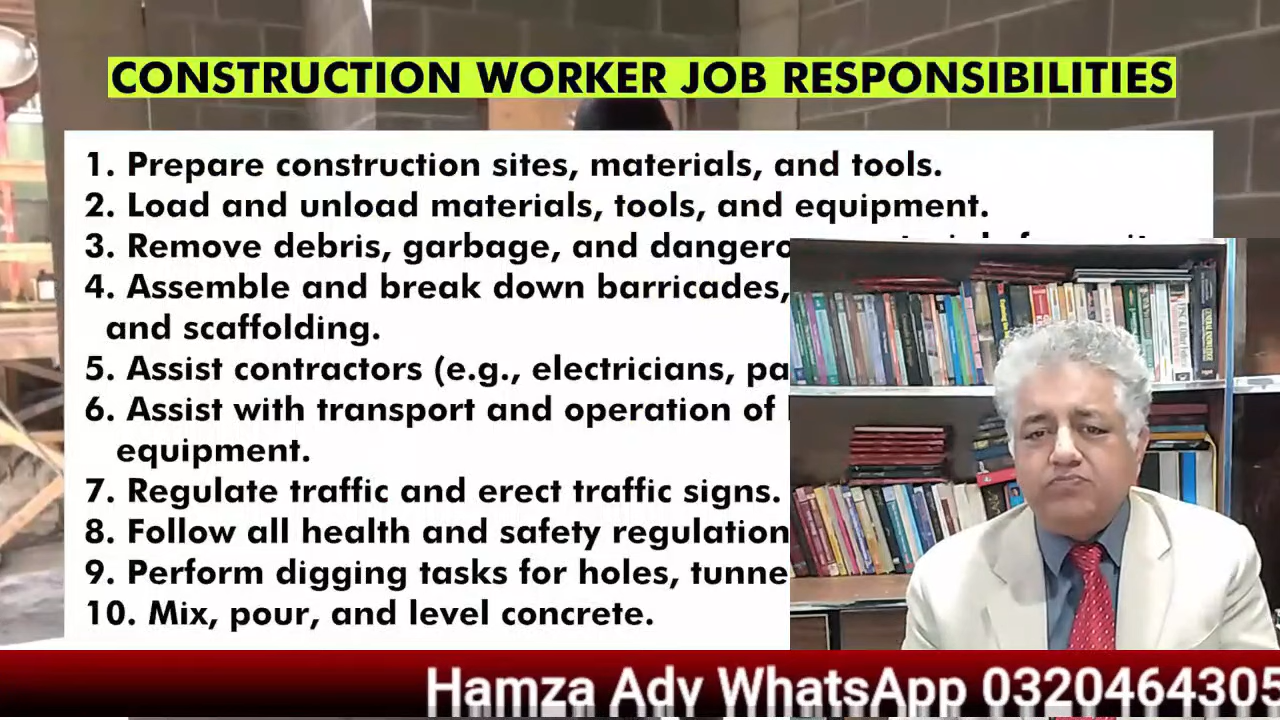 CONSTRUCTION WORKER JOB RESPONSIBILITIES
1. Prepare construction sites, materials, and tools.
2. Load and unload materials, tools, and equipment.
3. Remove debris, garbage, and
4. Assemble and break down barricades,
and scaffolding.
5. Assist contractors (e.g., electricians,
6. Assist with transport and operation of
equipment.
7. Regulate traffic and erect traffic signs.
8. Follow all health and safety
9. Perform digging tasks for holes,
10. Mix, pour, and level concrete.
Hamza Adv WhatsApp 0320464305